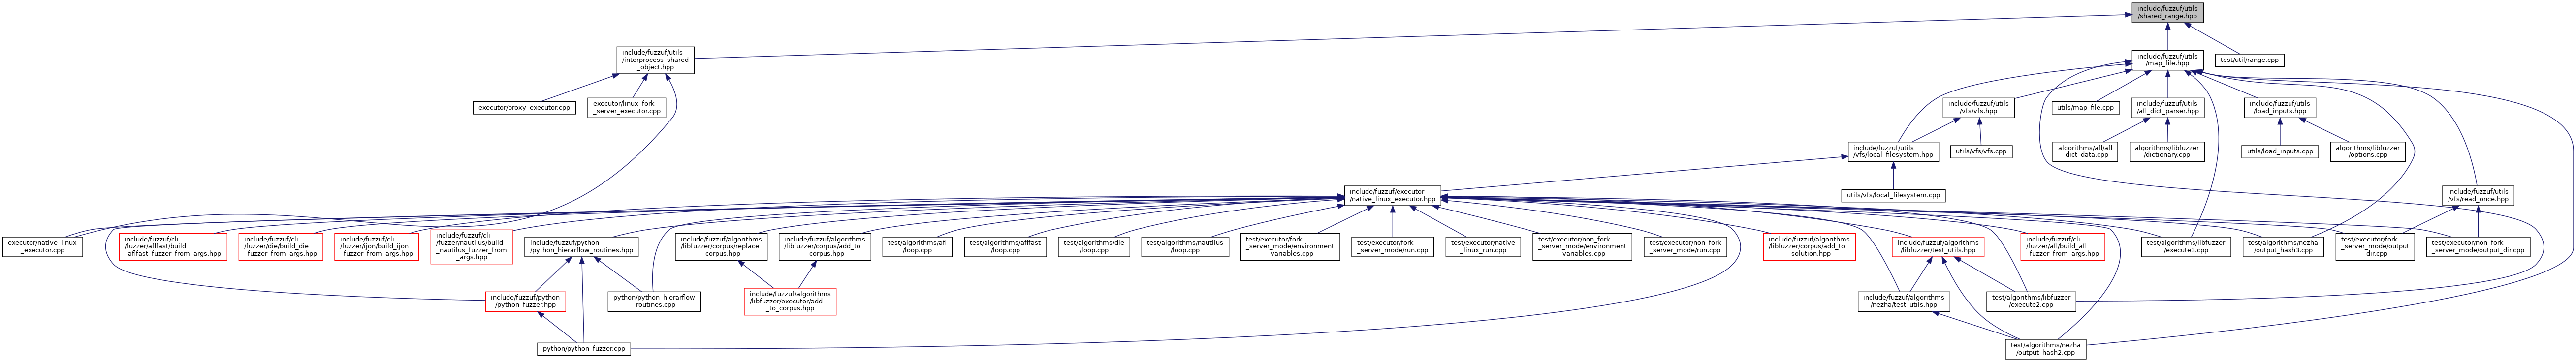 include/fuzzuf/utils
/shared_range.hpp
include/fuzzuf/utils
/interprocess_shared
_object.hpp
include/fuzzuf/utils
/map_file.hpp
test/util/range.cpp
executor/proxy_executor.cpp
executor/linux_fork
_server_executor.cpp
include/fuzzuf/utils
/vfs/vfs.hpp
utils/map_file.cpp
include/fuzzuf/utils
/afl_dict_parser.hpp
include/fuzzuf/utils
/load_inputs.hpp
include/fuzzuf/utils
/vfs/local_filesystem.hpp
utils/vfs/vfs.cpp
algorithms/afl/afl
_dict_data.cpp
algorithms/libfuzzer
/dictionary.cpp
utils/load_inputs.cpp
algorithms/libfuzzer
/options.cpp
include/fuzzuf/executor
/native_linux_executor.hpp
utils/vfs/local_filesystem.cpp
include/fuzzuf/utils
/vfs/read_once.hpp
executor/native_linux
_executor.cpp
include/fuzzuf/cli
/fuzzer/aflfast/build
_aflfast_fuzzer_from_args.hpp
include/fuzzuf/cli
/fuzzer/die/build_die
_fuzzer_from_args.hpp
include/fuzzuf/cli
/fuzzer/ijon/build_ijon
_fuzzer_from_args.hpp
include/fuzzuf/cli
/fuzzer/nautilus/build
_nautilus_fuzzer_from
_args.hpp
include/fuzzuf/python
/python_hierarflow_routines.hpp
include/fuzzuf/algorithms
/libfuzzer/corpus/replace
_corpus.hpp
include/fuzzuf/algorithms
/libfuzzer/corpus/add_to
_corpus.hpp
test/algorithms/afl
/loop.cpp
test/algorithms/aflfast
/loop.cpp
test/algorithms/die
/loop.cpp
test/algorithms/nautilus
/loop.cpp
test/executor/fork
_server_mode/environment
_variables.cpp
test/executor/fork
_server_mode/run.cpp
test/executor/native
_linux_run.cpp
test/executor/non_fork
_server_mode/environment
_variables.cpp
test/executor/non_fork
_server_mode/run.cpp
include/fuzzuf/algorithms
/libfuzzer/corpus/add_to
_solution.hpp
include/fuzzuf/algorithms
/libfuzzer/test_utils.hpp
include/fuzzuf/cli
/fuzzer/afl/build_afl
_fuzzer_from_args.hpp
test/algorithms/libfuzzer
/execute3.cpp
test/algorithms/nezha
/output_hash3.cpp
test/executor/fork
_server_mode/output
_dir.cpp
test/executor/non_fork
_server_mode/output_dir.cpp
include/fuzzuf/python
/python_fuzzer.hpp
python/python_hierarflow
_routines.cpp
include/fuzzuf/algorithms
/libfuzzer/executor/add
_to_corpus.hpp
include/fuzzuf/algorithms
/nezha/test_utils.hpp
test/algorithms/libfuzzer
/execute2.cpp
python/python_fuzzer.cpp
test/algorithms/nezha
/output_hash2.cpp